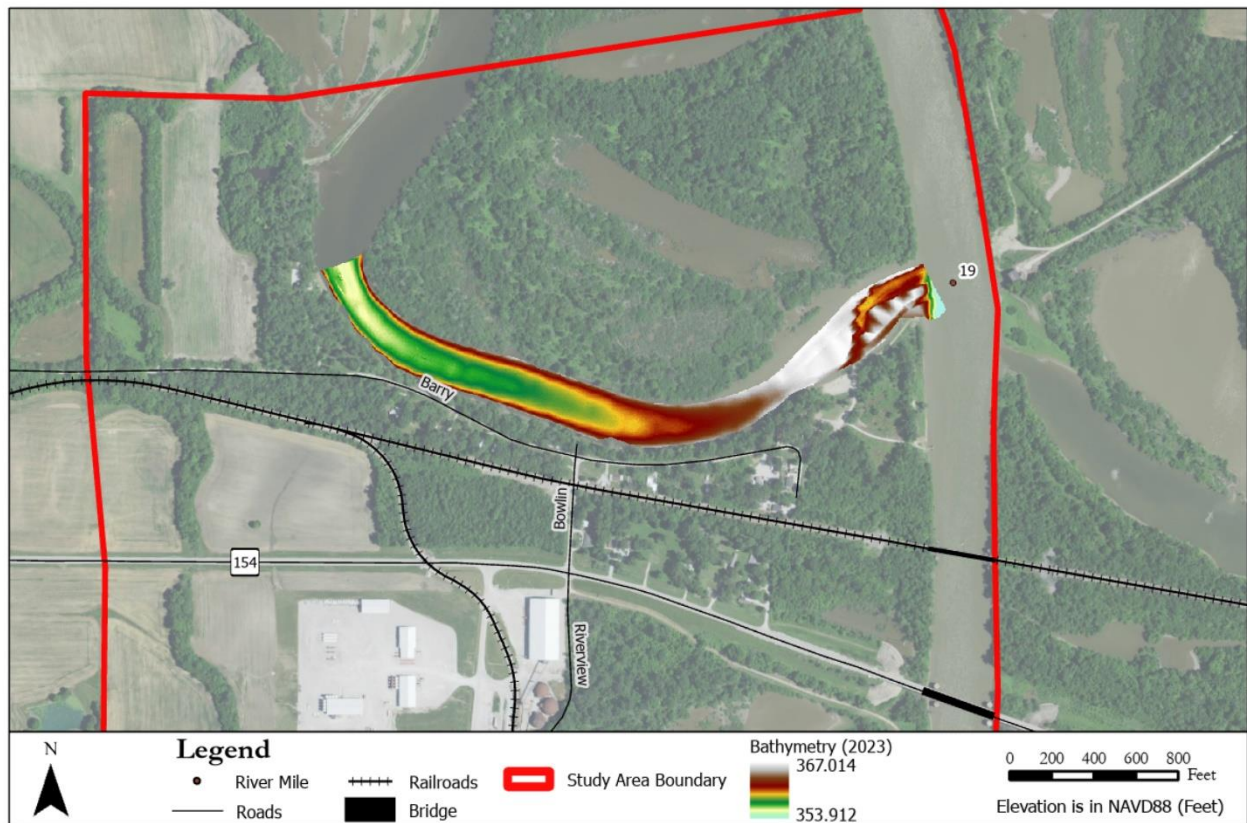 19
Barry
Bowlin
154
Riverview
N
Legend
River Mile
Railroads
Study Area Boundary
Roads
Bridge
Bathymetry (2023)
367.014
353.912
0 200 400 600 800
Feet
Elevation is in NAVD88 (Feet)